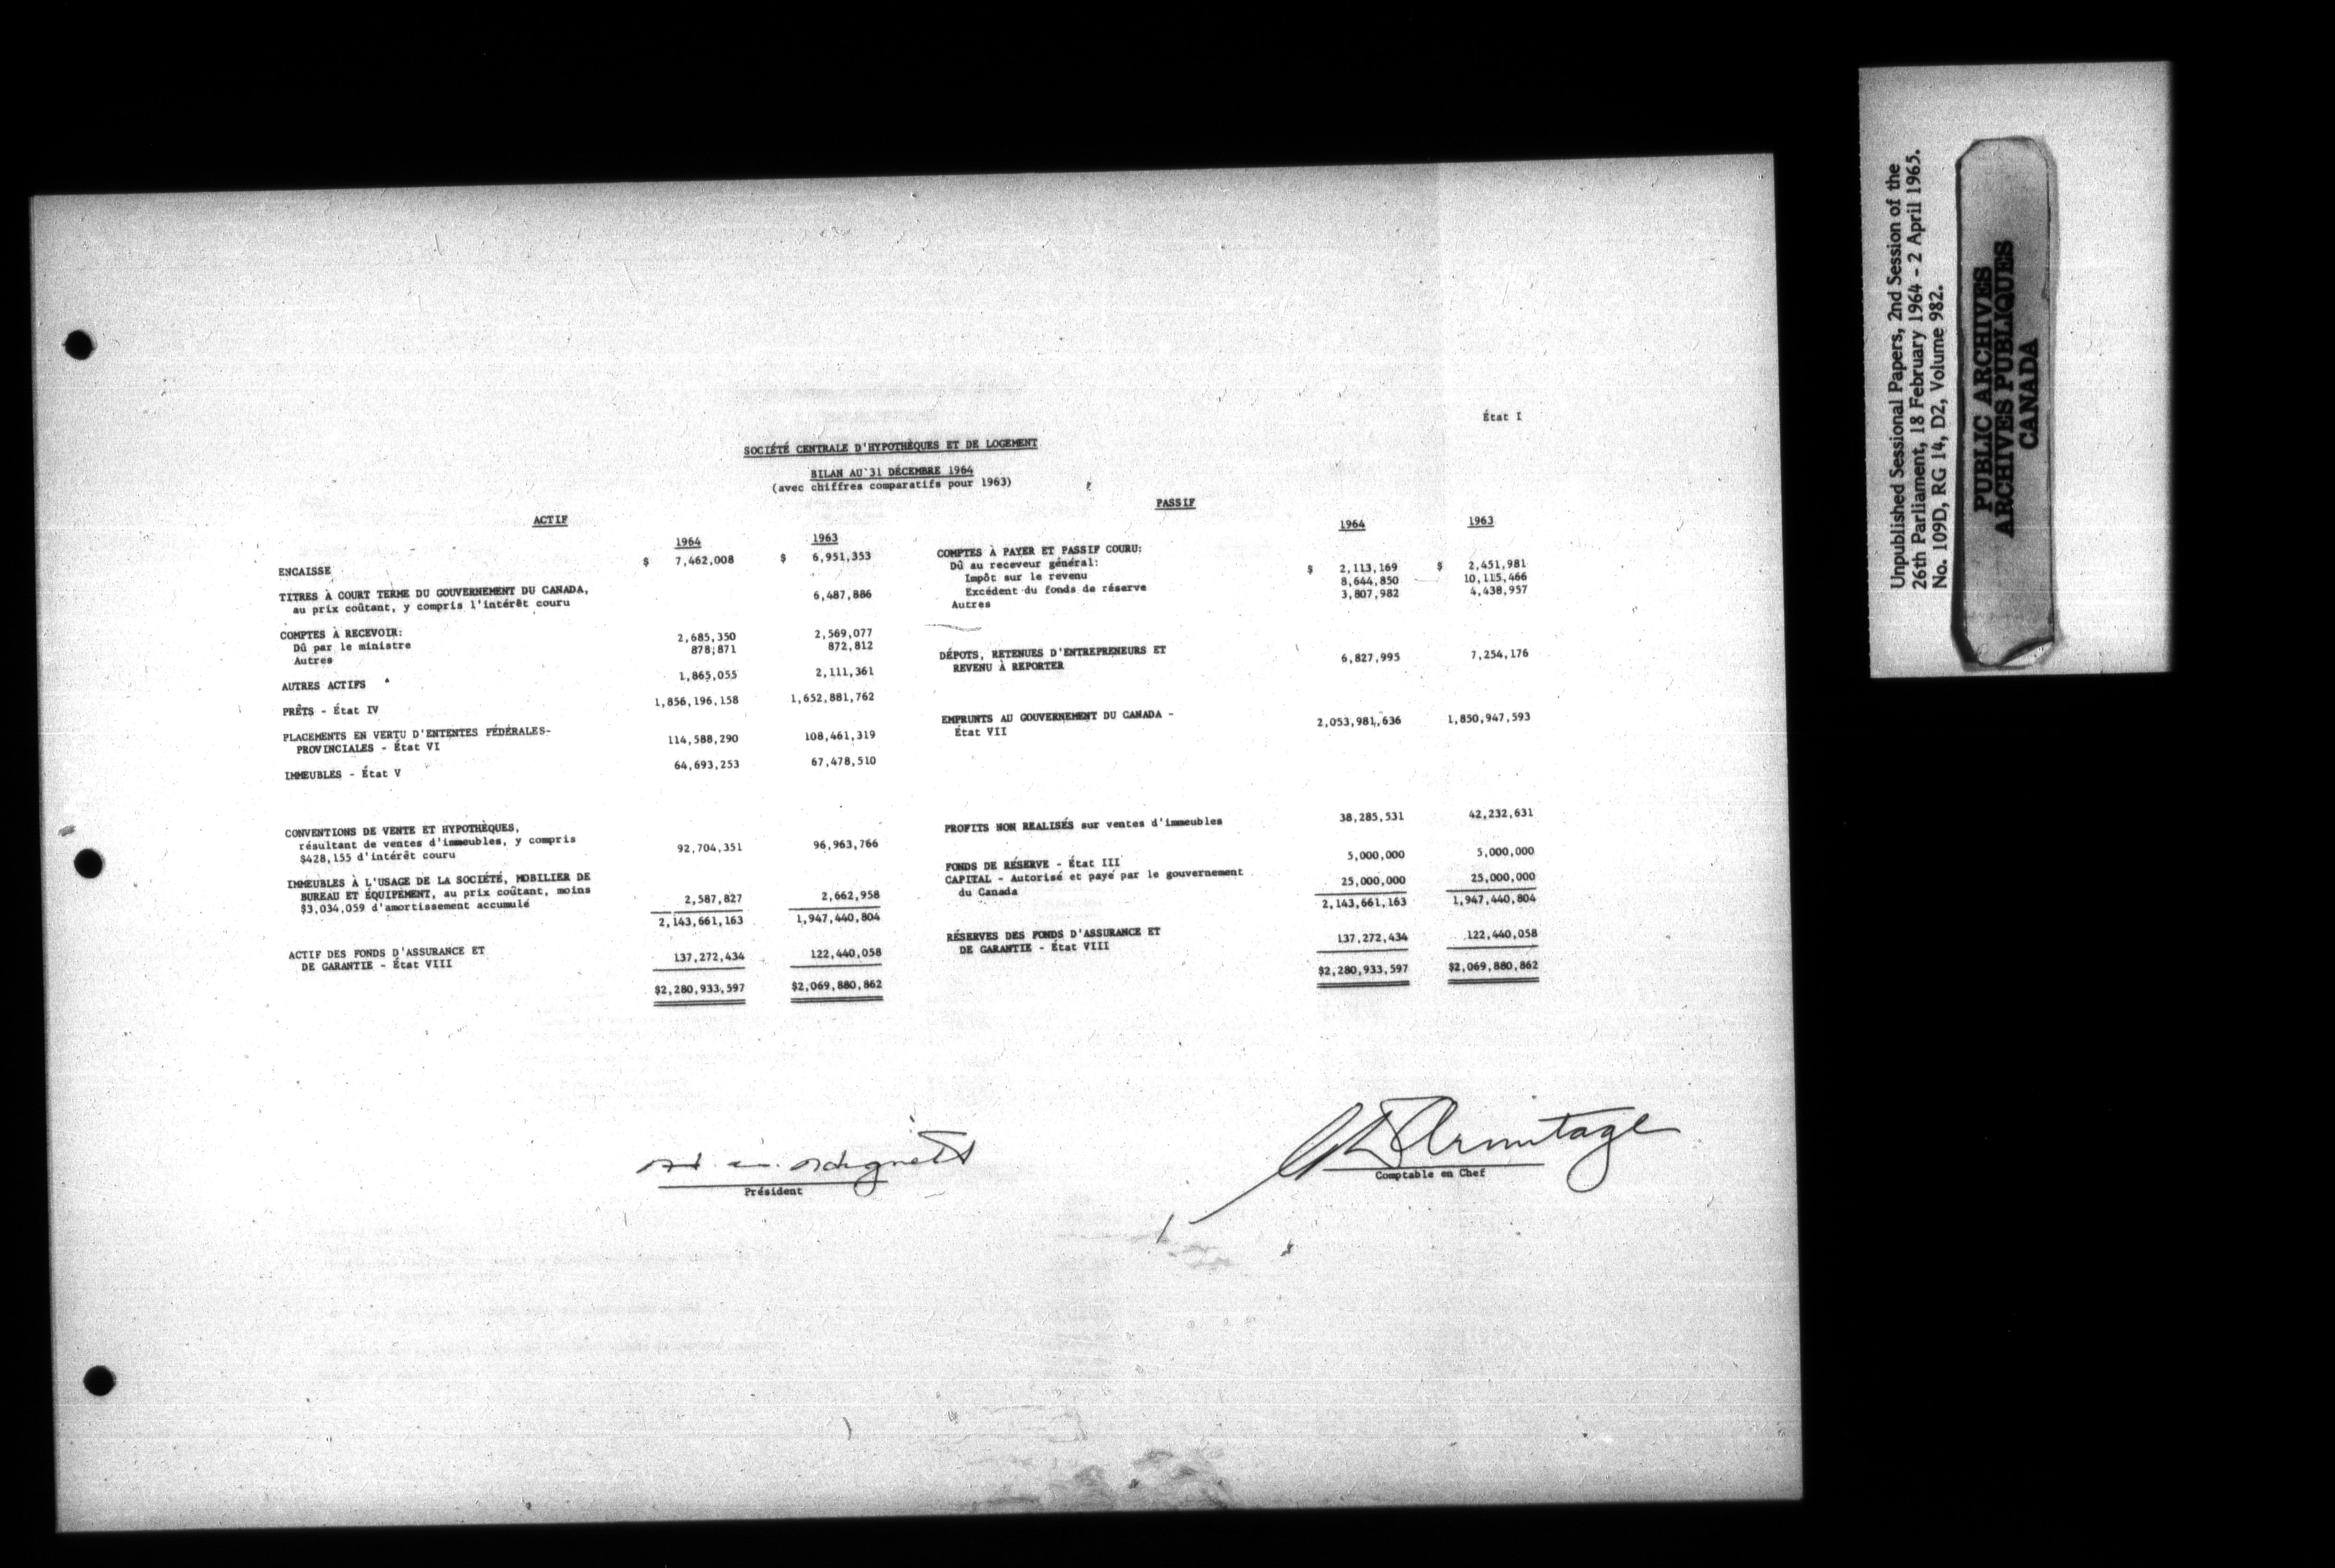 État I
SOCIÉTÉ CENTRALE D'HYPOTHÈQUES ET DE LOGEMENT
BILAN AU 31 DÉCEMBRE 1964
(avec chiffres comparatifs pour 1963)
ACTIF
1964 1963
ENCAISSE $ 7,462,008 $ 6,951,353
TITRES À COURT TERME DU GOUVERNEMENT DU CANADA,
au prix coûtant, y compris l'intérêt couru 6,487,886
COMPTES À RECEVOIR:
Dû par le ministre 2,685,350 2,569,077
Autres 878,871 872,812
AUTRES ACTIFS 1,865,055 2,111,361
PRÊTS - État IV 1,856,196,158 1,652,881,762
PLACEMENTS EN VERTU D'ENTENTES FÉDÉRALES-
PROVINCIALES - État VI 114,588,290 108,461,319
IMMEUBLES - État V 64,693,253 67,478,510
CONVENTIONS DE VENTE ET HYPOTHÈQUES,
résultant de ventes d'immeubles, y compris
$428,155 d'intérêt couru 92,704,351 96,963,766
IMMEUBLES À L'USAGE DE LA SOCIÉTÉ, MOBILIER DE
BUREAU ET ÉQUIPEMENT, au prix coûtant, moins
$3,034,059 d'amortissement accumulé 2,587,827 2,662,958
2,143,661,163 1,947,440,804
ACTIF DES FONDS D'ASSURANCE ET
DE GARANTIE - État VIII 137,272,434 122,440,058
$2,280,933,597 $2,069,880,862
PASSIF
1964 1963
COMPTES À PAYER ET PASSIF COURU:
Dû au receveur général:
Impôt sur le revenu $ 2,113,169 $ 2,451,981
Excédent du fonds de réserve 8,644,850 10,115,466
Autres 3,807,982 4,438,957
DÉPOTS, RETENUES D'ENTREPRENEURS ET
REVENU À REPORTER 6,827,995 7,254,176
EMPRUNTS AU GOUVERNEMENT DU CANADA -
État VII 2,053,981,636 1,850,947,593
PROFITS NON REALISÉS sur ventes d'immeubles 38,285,531 42,232,631
FONDS DE RÉSERVE - État III 5,000,000 5,000,000
CAPITAL - Autorisé et payé par le gouvernement
du Canada 25,000,000 25,000,000
2,143,661,163 1,947,440,804
RÉSERVES DES FONDS D'ASSURANCE ET
DE GARANTIE - État VIII 137,272,434 122,440,058
$2,280,933,597 $2,069,880,862
Président
Armitage
Comptable en Chef
Unpublished Sessional Papers, 2nd Session of the
26th Parliament, 18 February 1964 - 2 April 1965.
No. 109D, RG 14, D2, Volume 982.
PUBLIC ARCHIVES
ARCHIVES PUBLIQUES
CANADA